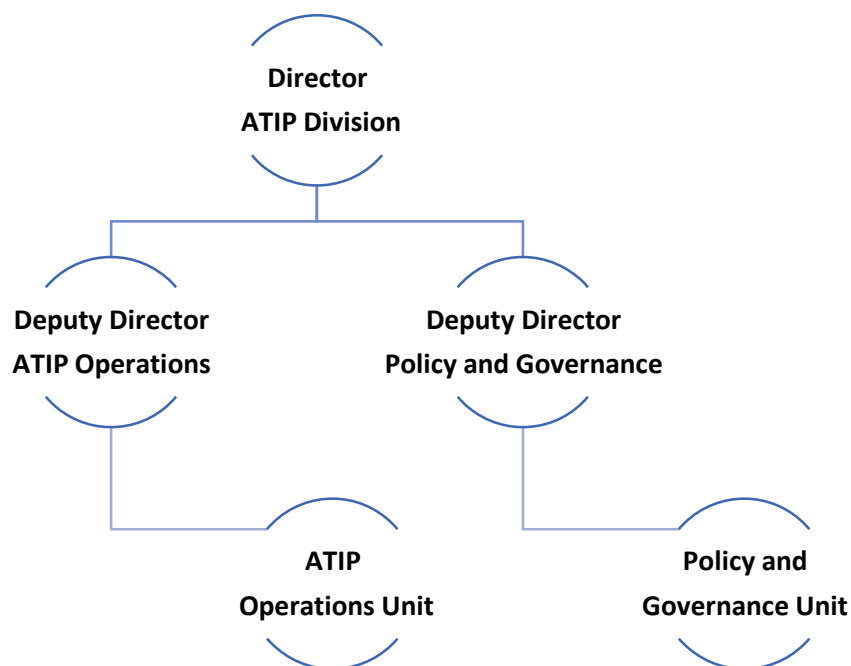 Director
ATIP Division
Deputy Director
ATIP Operations
Deputy Director
Policy and Governance
ATIP
Operations Unit
Policy and
Governance Unit